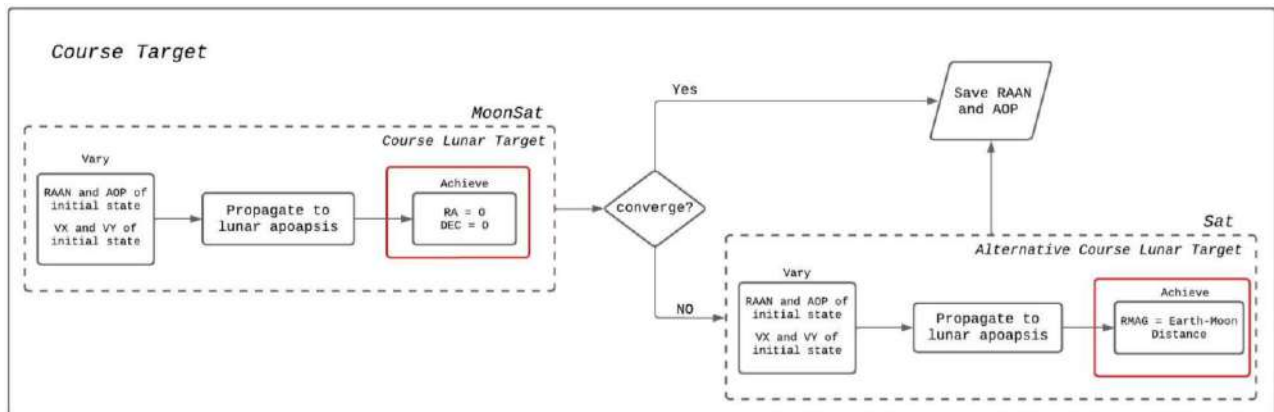 Course Target
MoonSat
Course Lunar Target
Vary
RAAN and AOP of
initial state
VX and VY of
initial state
Propagate to
lunar apoapsis
Achieve
RA = 0
DEC = 0
converge?
Yes
NO
Save RAAN
and AOP
Sat
Alternative Course Lunar Target
Vary
RAAN and AOP of
initial state
VX and VY of
initial state
Propagate to
lunar apoapsis
Achieve
RMAG = Earth-Moon
Distance